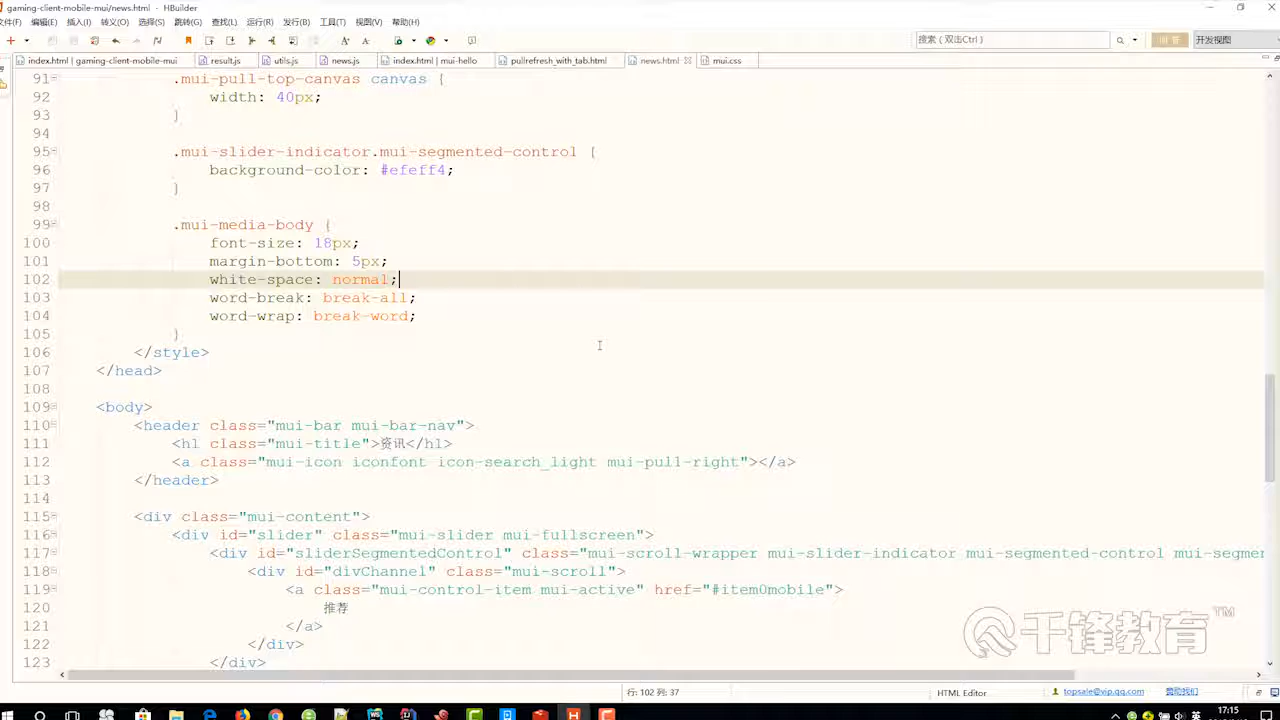 gaming-client-mobile-mui/news.html - HBuilder
文件(F) 编辑(E) 插入(I) 转义(O) 选择(S) 跳转(G) 查找(L) 运行(R) 发行(B) 工具(T) 视图(V) 帮助(H)
搜索 (双击Ctrl)
开发视图
index.html | gaming-client-mobile-mui result.js utils.js news.js index.html | mui-hello pullrefresh_with_tab.html news.html mui.css
91 .mui-pull-top-canvas canvas {
92 width: 40px;
93 }
94
95 .mui-slider-indicator.mui-segmented-control {
96 background-color: #efeff4;
97 }
98
99 .mui-media-body {
100 font-size: 18px;
101 margin-bottom: 5px;
102 white-space: normal;
103 word-break: break-all;
104 word-wrap: break-word;
105 }
106 </style>
107 </head>
108
109 <body>
110 <header class="mui-bar mui-bar-nav">
111 <h1 class="mui-title">资讯</h1>
112 <a class="mui-icon iconfont icon-search_light mui-pull-right"></a>
113 </header>
114
115 <div class="mui-content">
116 <div id="slider" class="mui-slider mui-fullscreen">
117 <div id="sliderSegmentedControl" class="mui-scroll-wrapper mui-slider-indicator mui-segmented-control mui-segmer
118 <div id="divChannel" class="mui-scroll">
119 <a class="mui-control-item mui-active" href="#item0mobile">
120 推荐
121 </a>
122 </div>
123 </div>
千锋教育™
行: 102 列: 37
HTML Editor
topsale@vip.qq.com
赞助我们
英
17:15